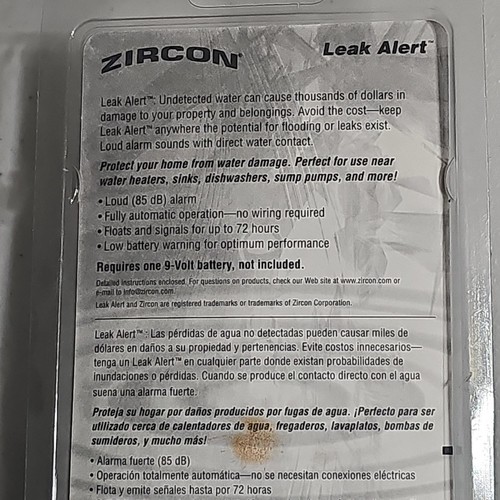 ZIRCON®
Leak Alert™
Leak Alert™: Undetected water can cause thousands of dollars in
damage to your property and belongings. Avoid the cost—keep
Leak Alert™ anywhere the potential for flooding or leaks exist.
Loud alarm sounds with direct water contact.
Protect your home from water damage. Perfect for use near
water heaters, sinks, dishwashers, sump pumps, and more!
• Loud (85 dB) alarm
• Fully automatic operation—no wiring required
• Floats and signals for up to 72 hours
• Low battery warning for optimum performance
Requires one 9-Volt battery, not included.
Detailed instructions enclosed. For questions on products, check our Web site at www.zircon.com or
e-mail to info@zircon.com.
Leak Alert and Zircon are registered trademarks or trademarks of Zircon Corporation.
Leak Alert™: Las pérdidas de agua no detectadas pueden causar miles de
dólares en daños a su propiedad y pertenencias. Evite costos innecesarios—
tenga un Leak Alert™ en cualquier parte donde existan probabilidades de
inundaciones o pérdidas. Cuando se produce el contacto directo con el agua
suena una alarma fuerte.
Proteja su hogar por daños producidos por fugas de agua. ¡Perfecto para ser
utilizado cerca de calentadores de agua, fregaderos, lavaplatos, bombas de
sumideros, y mucho más!
• Alarma fuerte (85 dB)
• Operación totalmente automática—no se necesitan conexiones eléctricas
• Flota y emite señales hasta por 72 horas